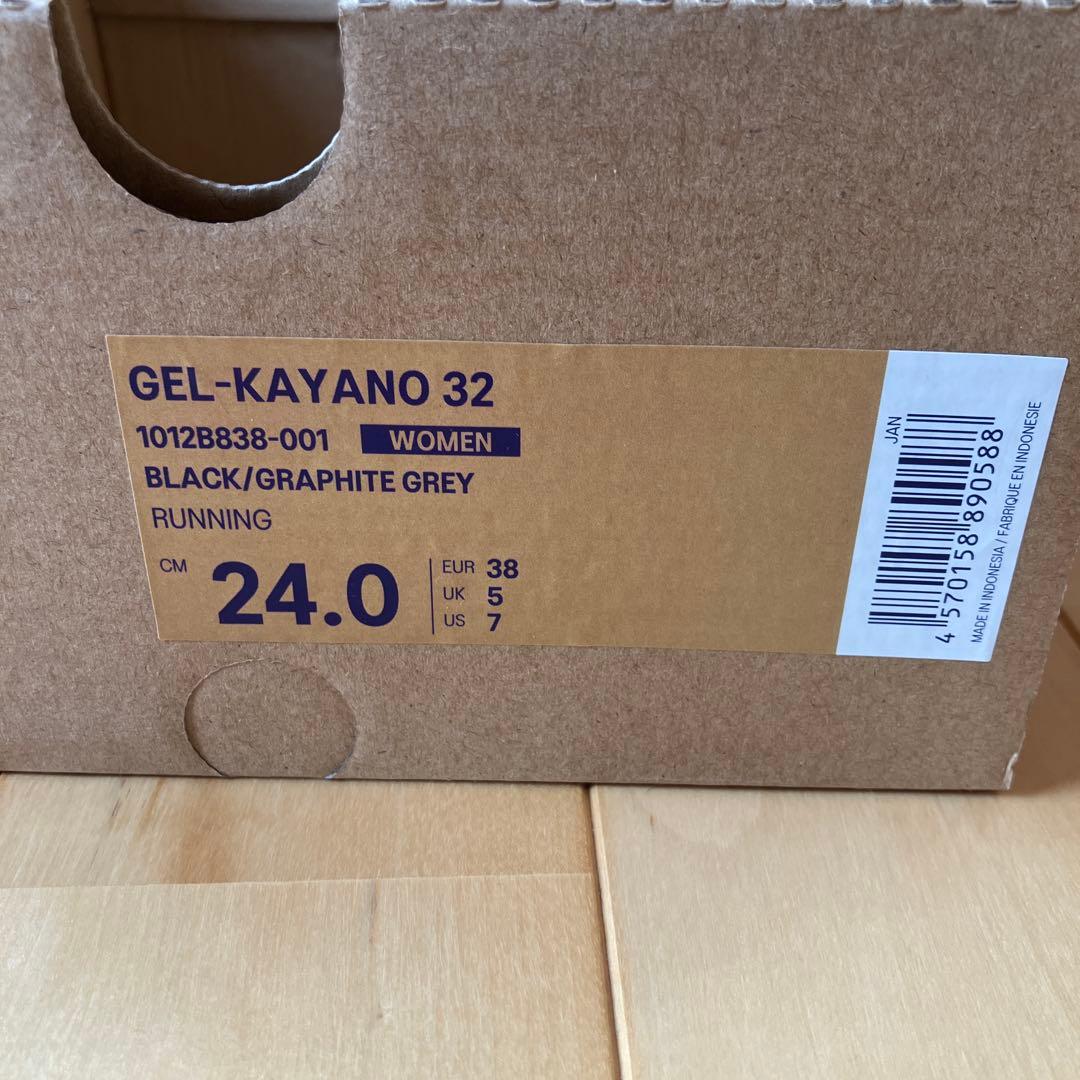 GEL-KAYANO 32
1012B838-001 WOMEN
BLACK/GRAPHITE GREY
RUNNING
CM 24.0
EUR 38
UK 5
US 7
JAN
4 570158 890588
MADE IN INDONESIA / FABRIQUE EN INDONESIE